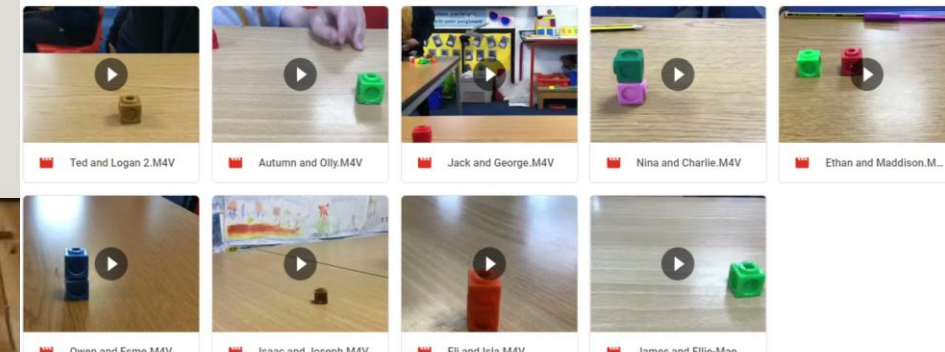 Ted and Logan 2.M4V
Autumn and Olly.M4V
Jack and George.M4V
Nina and Charlie.M4V
Ethan and Maddison.M...
Owen and Esme.M4V
Isaac and Joseph.M4V
Eli and Isla.M4V
James and Ellie-Mae